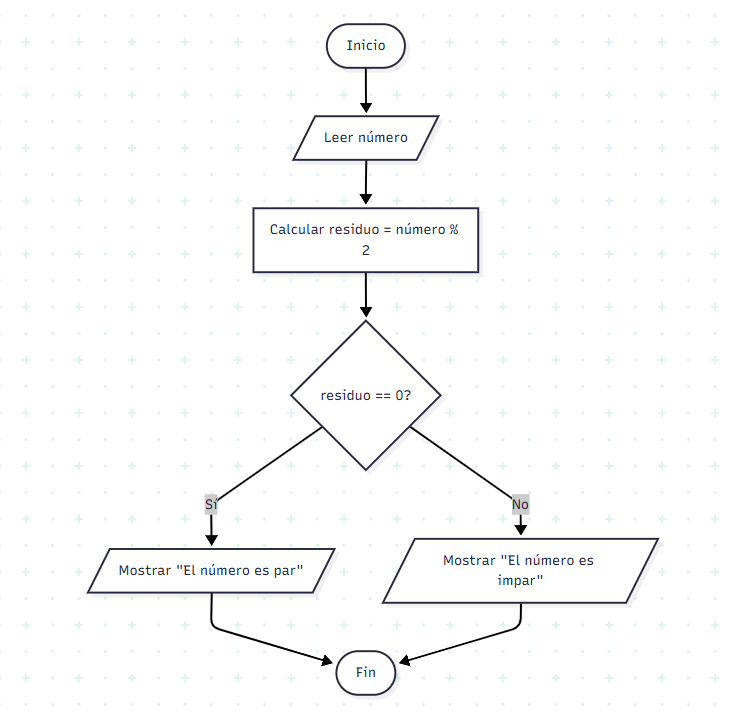 Inicio
Leer número
Calcular residuo = número %
2
residuo == 0?
Sí
No
Mostrar "El número es par"
Mostrar "El número es
impar"
Fin